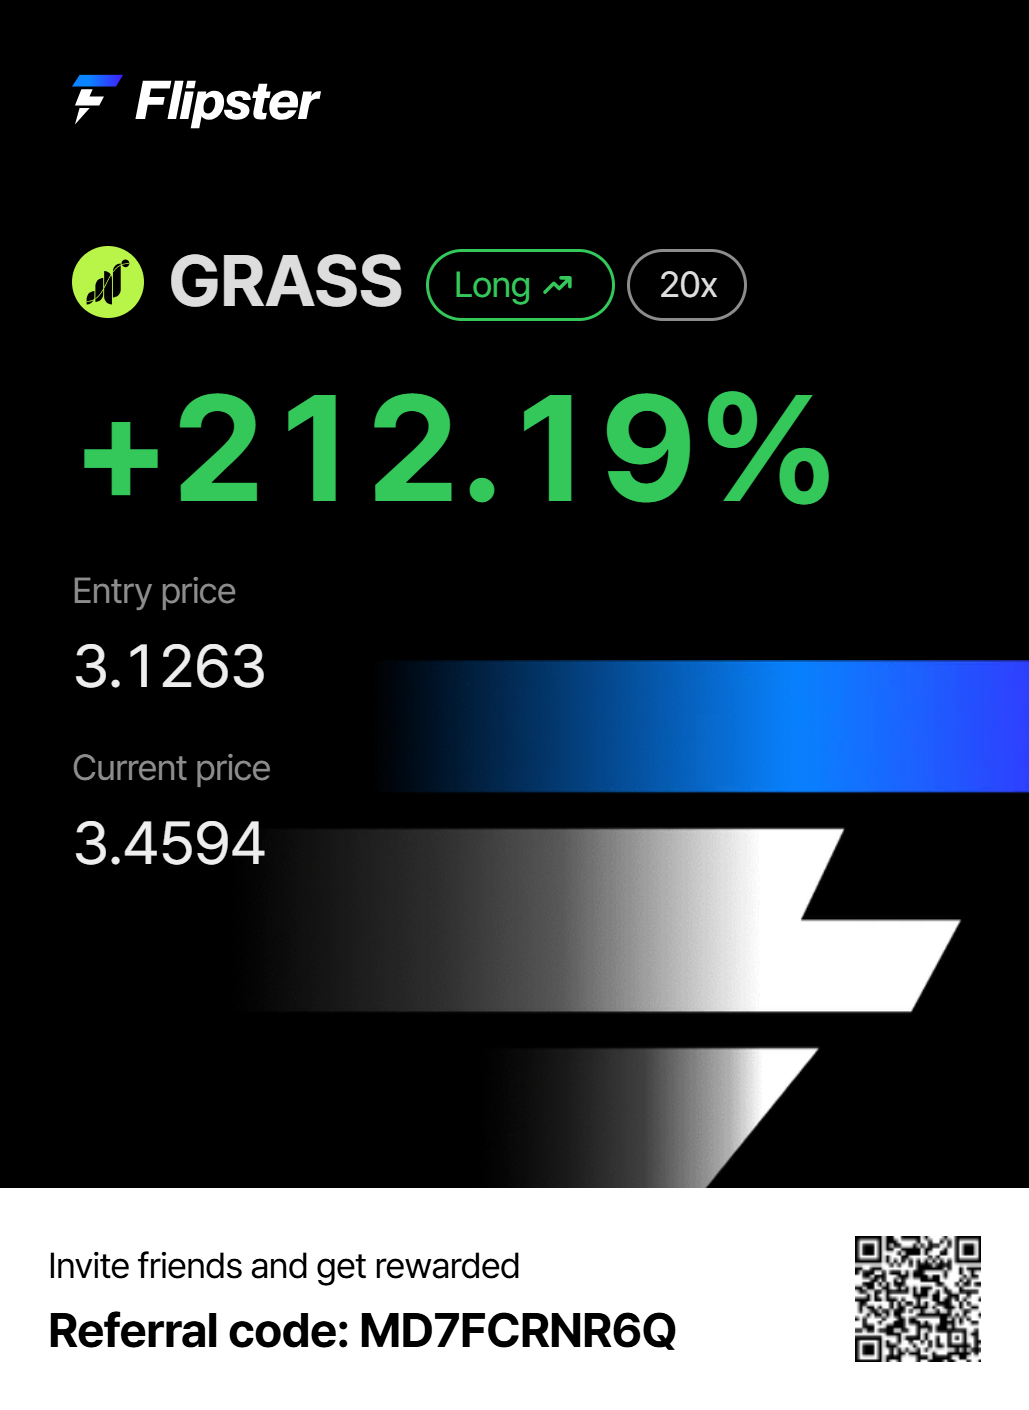 Flipster
GRASS Long 20x
+212.19%
Entry price
3.1263
Current price
3.4594
Invite friends and get rewarded
Referral code: MD7FCRNR6Q